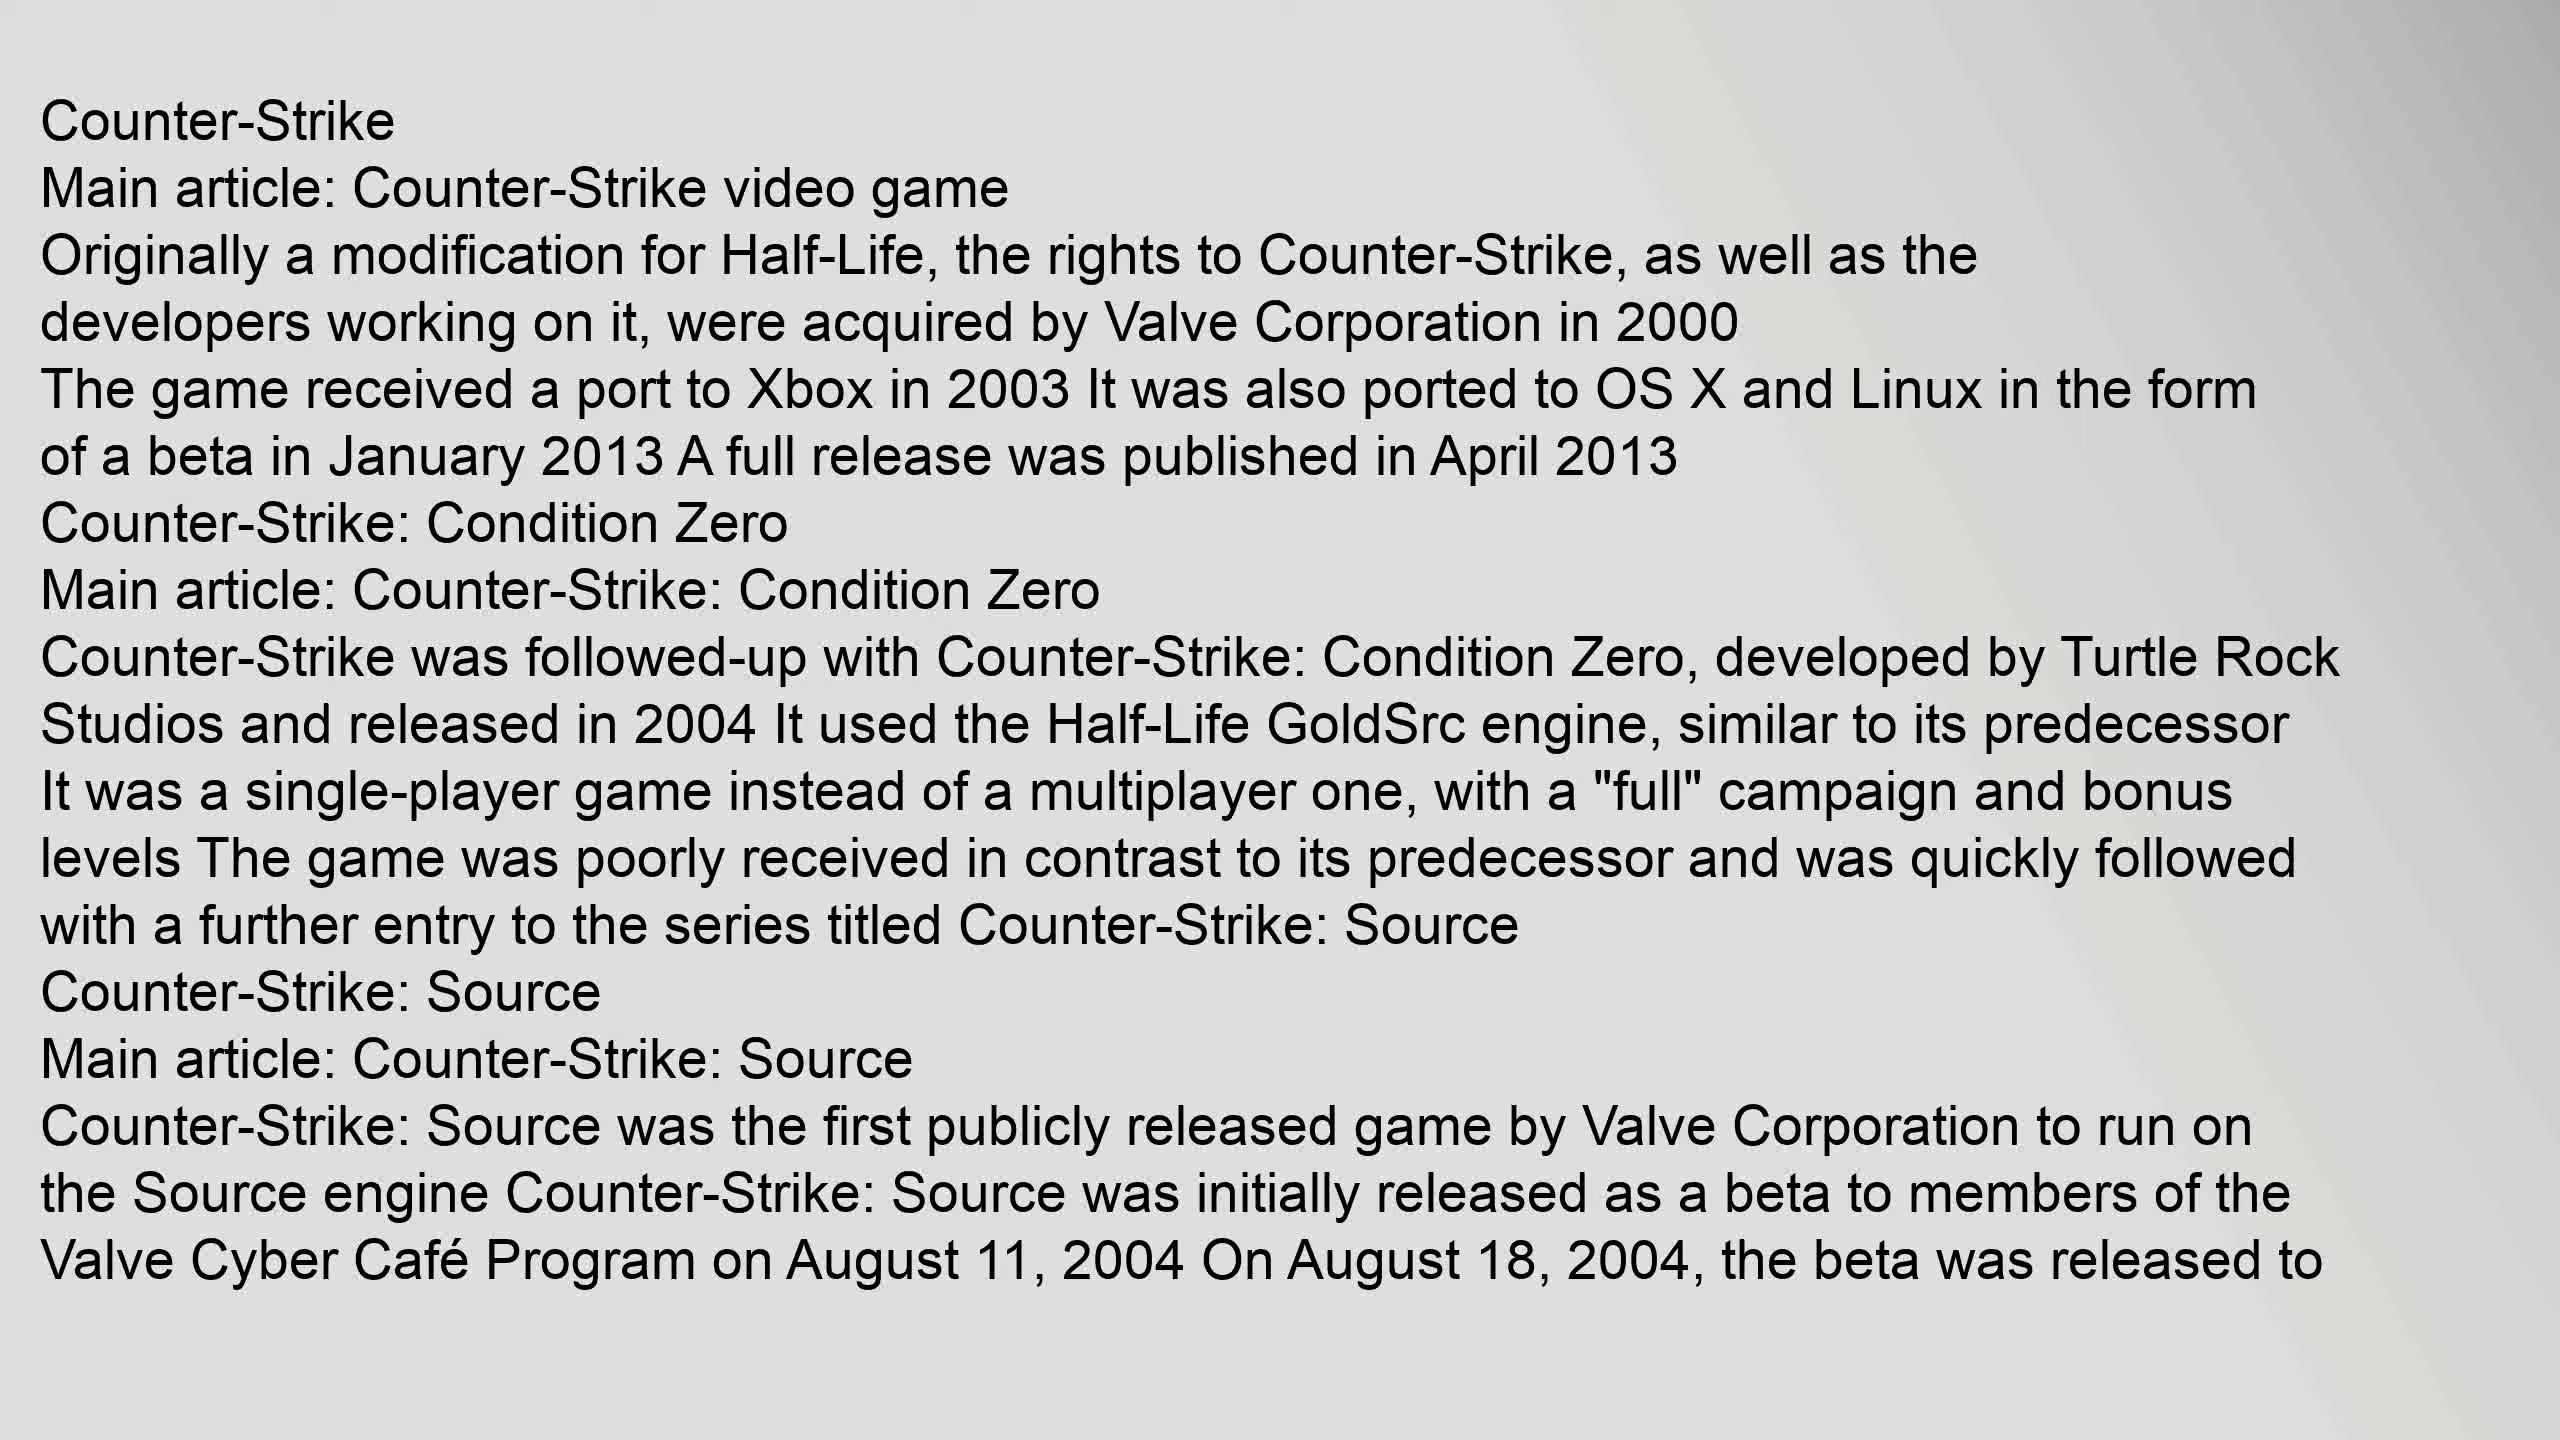 Counter-Strike
Main article: Counter-Strike video game
Originally a modification for Half-Life, the rights to Counter-Strike, as well as the
developers working on it, were acquired by Valve Corporation in 2000
The game received a port to Xbox in 2003 It was also ported to OS X and Linux in the form
of a beta in January 2013 A full release was published in April 2013
Counter-Strike: Condition Zero
Main article: Counter-Strike: Condition Zero
Counter-Strike was followed-up with Counter-Strike: Condition Zero, developed by Turtle Rock
Studios and released in 2004 It used the Half-Life GoldSrc engine, similar to its predecessor
It was a single-player game instead of a multiplayer one, with a "full" campaign and bonus
levels The game was poorly received in contrast to its predecessor and was quickly followed
with a further entry to the series titled Counter-Strike: Source
Counter-Strike: Source
Main article: Counter-Strike: Source
Counter-Strike: Source was the first publicly released game by Valve Corporation to run on
the Source engine Counter-Strike: Source was initially released as a beta to members of the
Valve Cyber Café Program on August 11, 2004 On August 18, 2004, the beta was released to